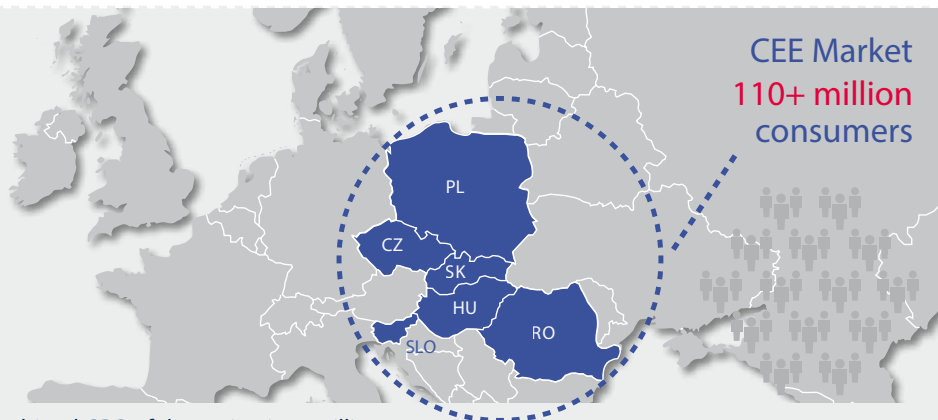 CEE Market
110+ million
consumers
PL
CZ
SK
HU
RO
SLO